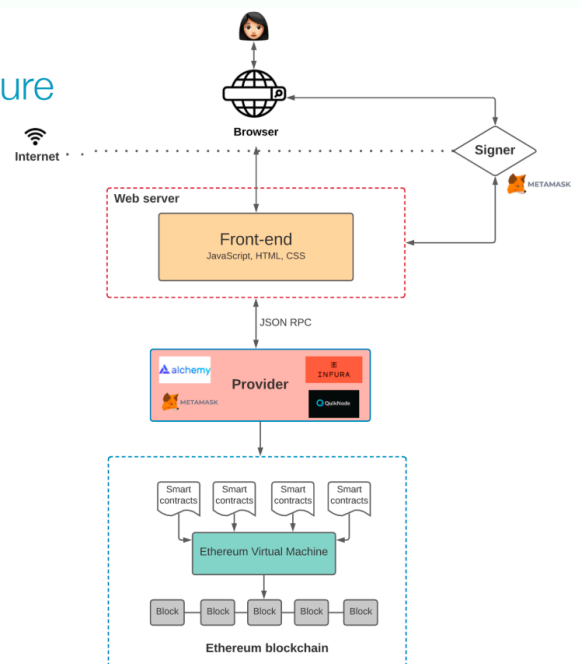 ure
Internet
Browser
Signer
METAMASK
Web server
Front-end
JavaScript, HTML, CSS
JSON RPC
alchemy
INFURA
Provider
METAMASK
QuikNode
Smart
contracts
Smart
contracts
Smart
contracts
Smart
contracts
Ethereum Virtual Machine
Block
Block
Block
Block
Block
Ethereum blockchain